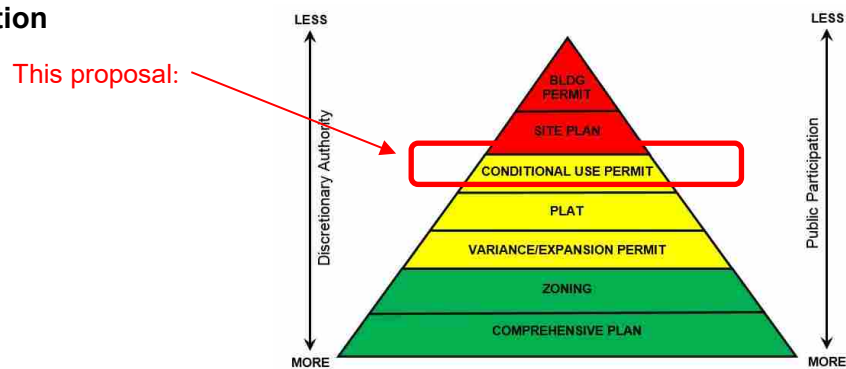 tion
This proposal:
LESS
Discretionary Authority
MORE
BLDG
PERMIT
SITE PLAN
CONDITIONAL USE PERMIT
PLAT
VARIANCE/EXPANSION PERMIT
ZONING
COMPREHENSIVE PLAN
LESS
Public Participation
MORE